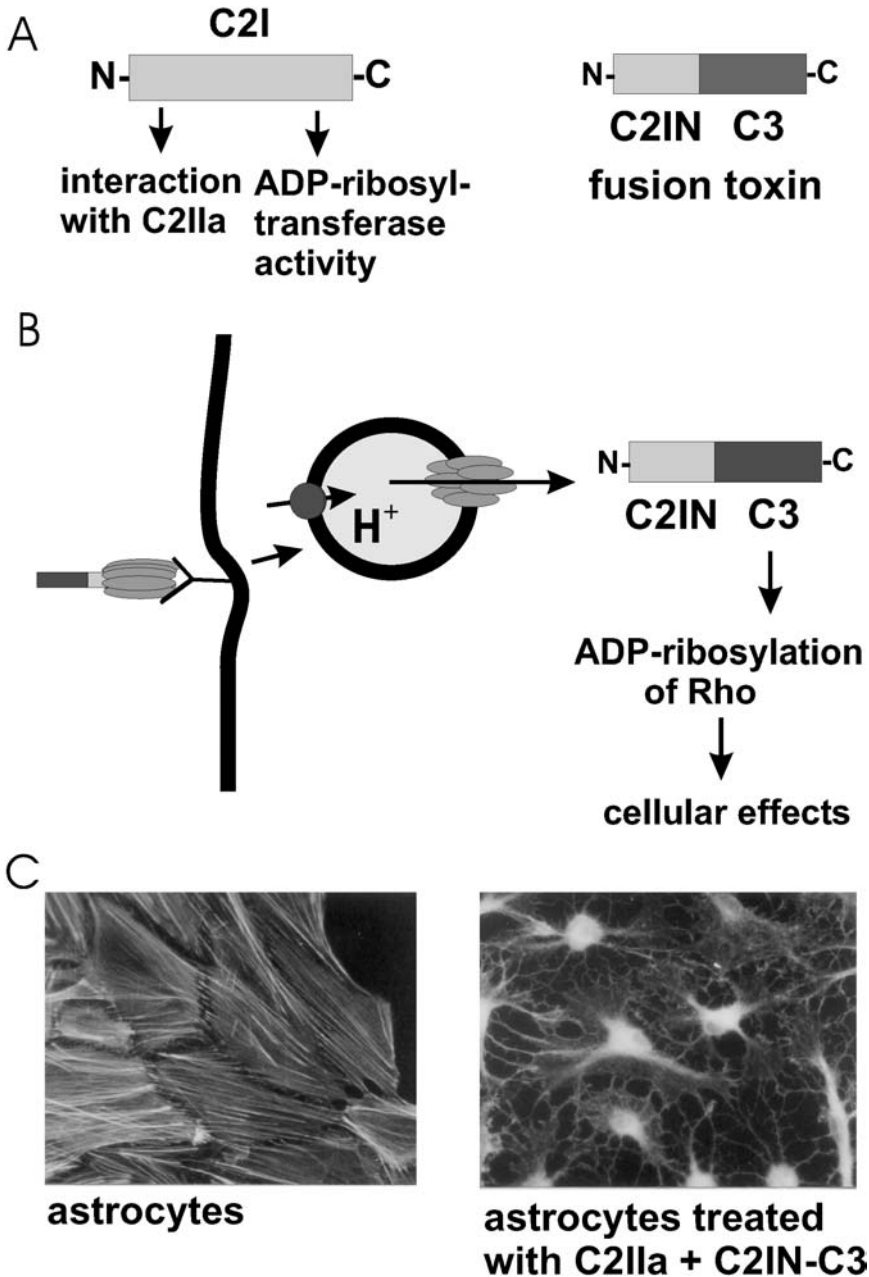 A
C2I
N-
-C
interaction
with C2IIa
ADP-ribosyl-
transferase
activity
N-
-C
C2IN
C3
fusion toxin
B
H⁺
N-
-C
C2IN
C3
ADP-ribosylation
of Rho
cellular effects
C
astrocytes
astrocytes treated
with C2IIa + C2IN-C3